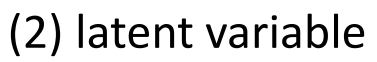 (2) latent variable